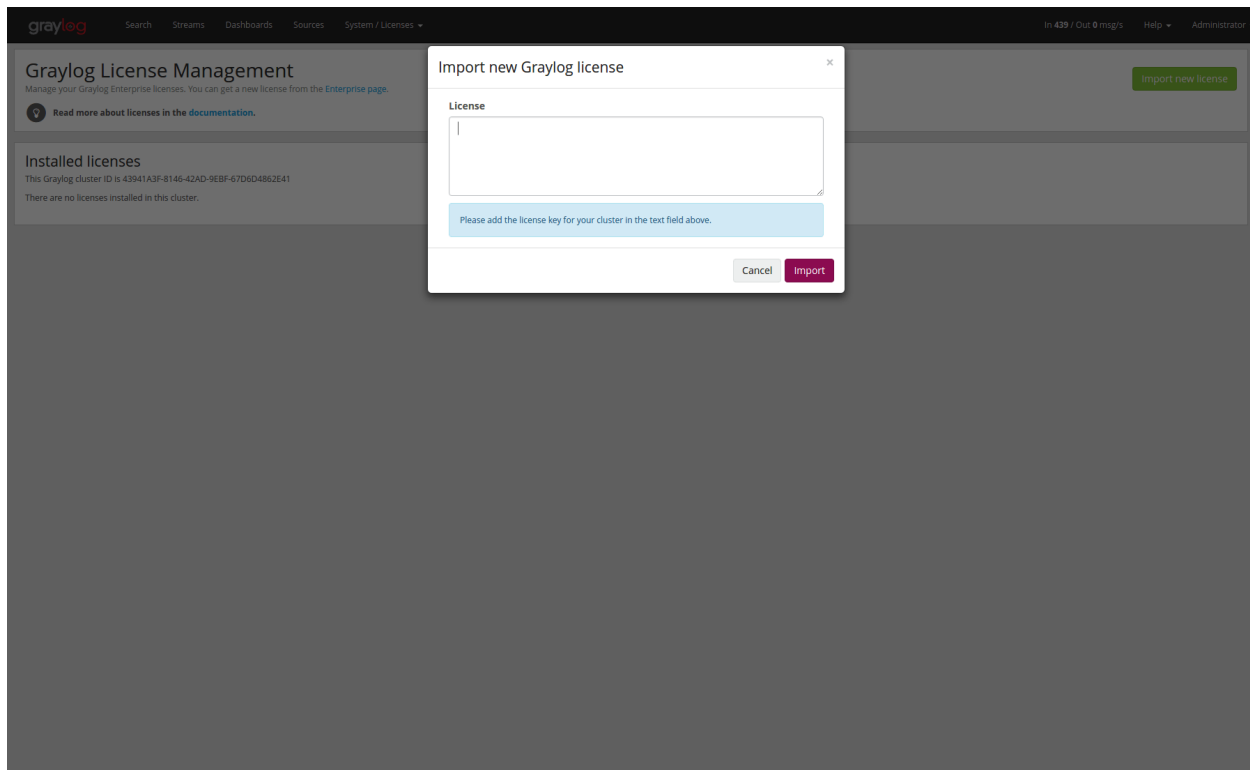 graylog Search Streams Dashboards Sources System / Licenses In 439 / Out 0 msg/s Help Administrator
Import new Graylog license ×
Graylog License Management
Manage your Graylog Enterprise licenses. You can get a new license from the Enterprise page.
Import new license
Read more about licenses in the documentation.
License
Installed licenses
This Graylog cluster ID is 43941A3F-8146-42AD-9EBF-67D6D4862E41
There are no licenses installed in this cluster.
Please add the license key for your cluster in the text field above.
Cancel Import